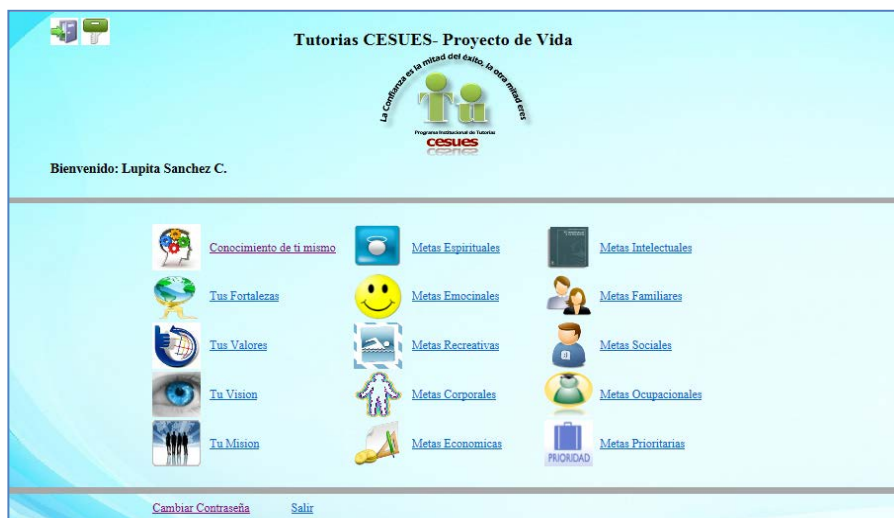 Tutorias CESUES- Proyecto de Vida
La Confianza es la mitad del éxito, la otra mitad eres
Tu
Programa Institucional de Tutorias
cesues
Bienvenido: Lupita Sanchez C.
Conocimiento de ti mismo
Metas Espirituales
Metas Intelectuales
Tus Fortalezas
Metas Emocinales
Metas Familiares
Tus Valores
Metas Recreativas
Metas Sociales
Tu Vision
Metas Corporales
Metas Ocupacionales
Tu Mision
Metas Economicas
PRIORIDAD
Metas Prioritarias
Cambiar Contraseña
Salir